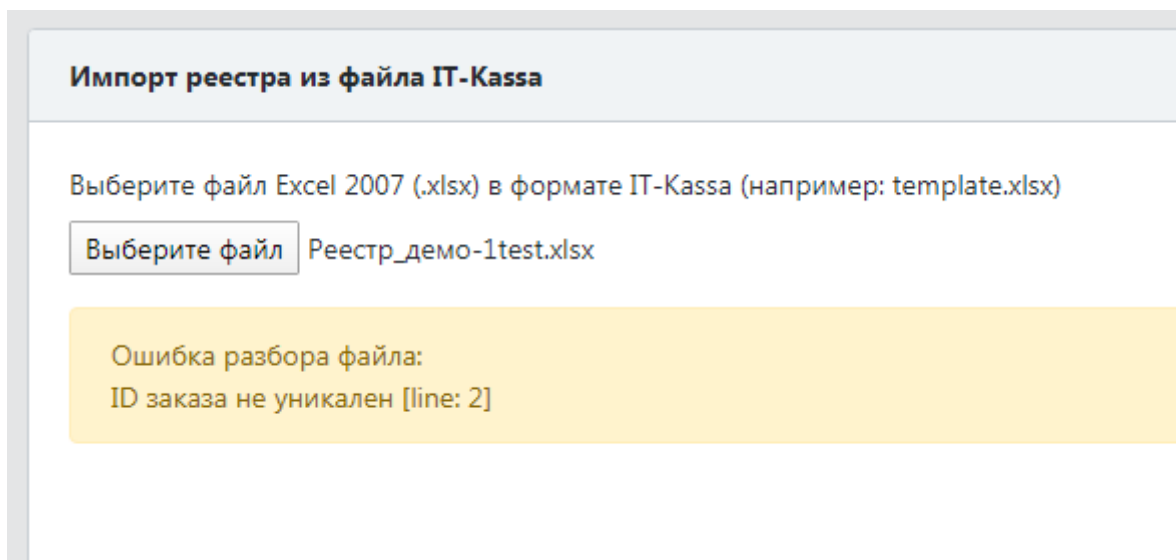 Импорт реестра из файла IT-Kassa
Выберите файл Excel 2007 (.xlsx) в формате IT-Kassa (например: template.xlsx)
Выберите файл Реестр_демо-1test.xlsx
Ошибка разбора файла:
ID заказа не уникален [line: 2]